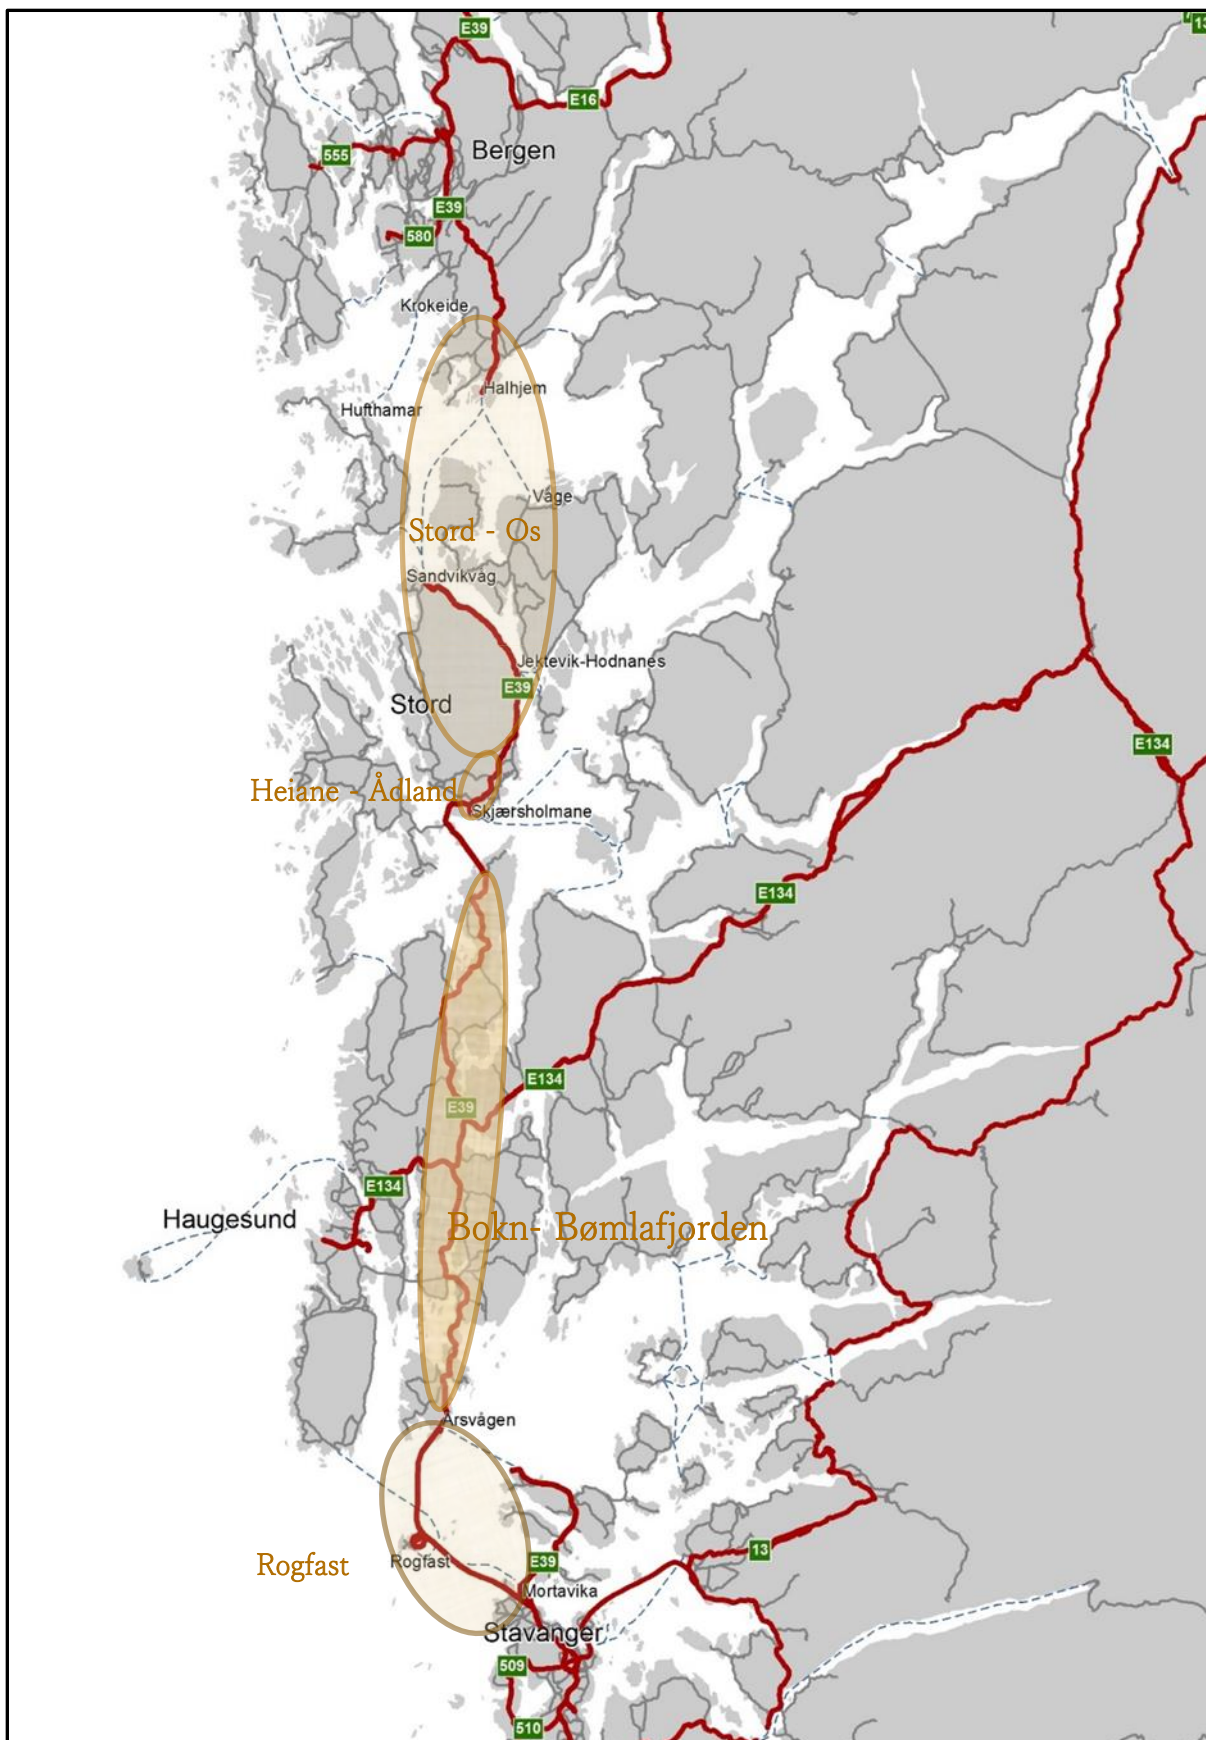 E39
13
E16
555
Bergen
E39
580
Krokeide
Halhjem
Hufthamar
Våge
Stord - Os
Sandvikvåg
Jektevik-Hodnanes
E39
Stord
E134
Heiane - Ådland
Skjærsholmane
E134
E134
E39
E134
Haugesund
Bokn- Bømlafjorden
Arsvågen
Rogfast
E39
13
Rogfast
Mortavika
Stavanger
509
510